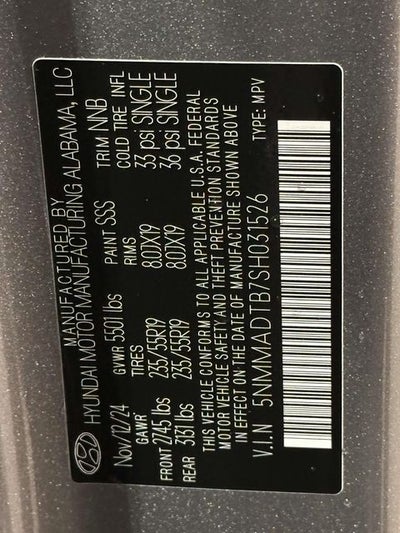 MANUFACTURED BY
HYUNDAI MOTOR MANUFACTURING ALABAMA, LLC
Nov/12/24 GVWR 5501 lbs PAINT SSS TRIM NNB
GAWR TIRES RIMS COLD TIRE INFL
FRONT 2745 lbs 235/55R19 8.0JX19 33 psi SINGLE
REAR 3131 lbs 235/55R19 8.0JX19 36 psi SINGLE
THIS VEHICLE CONFORMS TO ALL APPLICABLE U.S.A. FEDERAL
MOTOR VEHICLE SAFETY AND THEFT PREVENTION STANDARDS
IN EFFECT ON THE DATE OF MANUFACTURE SHOWN ABOVE
V.I.N 5NMMADTB7SH031526 TYPE: MPV